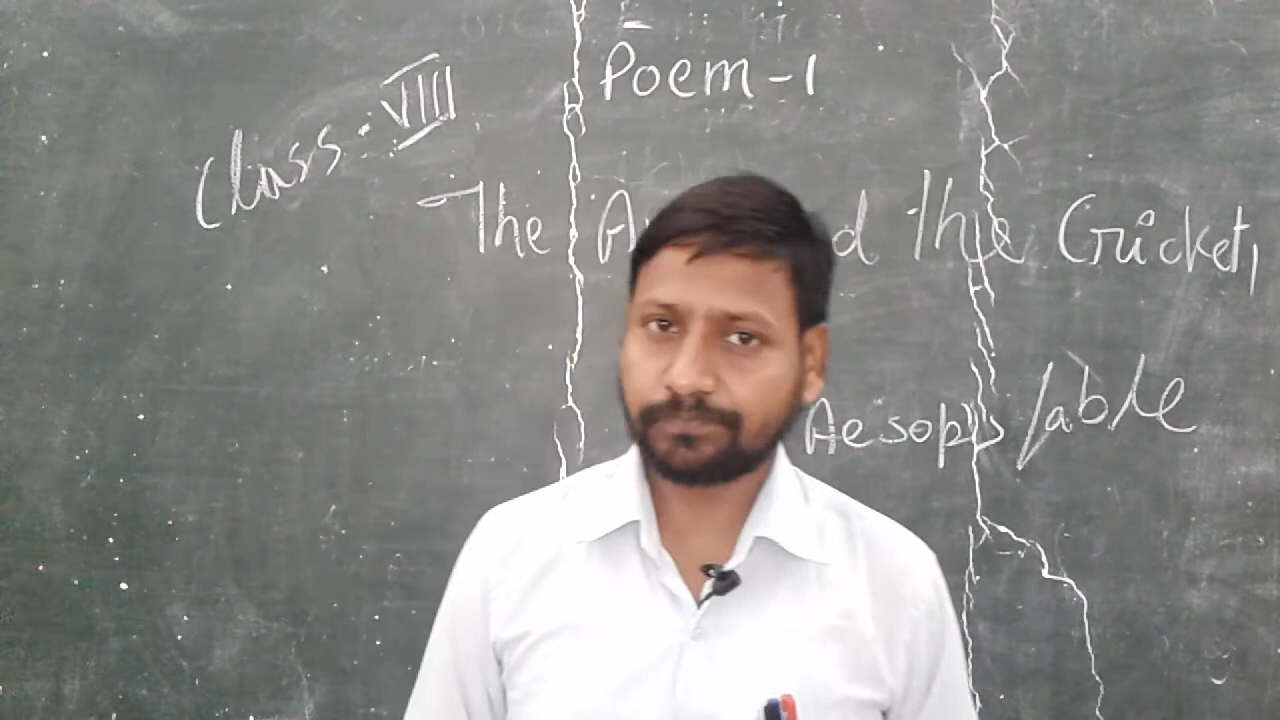 Poem-1
Class: VIII
The A d the Cricket,
Aesop's fable